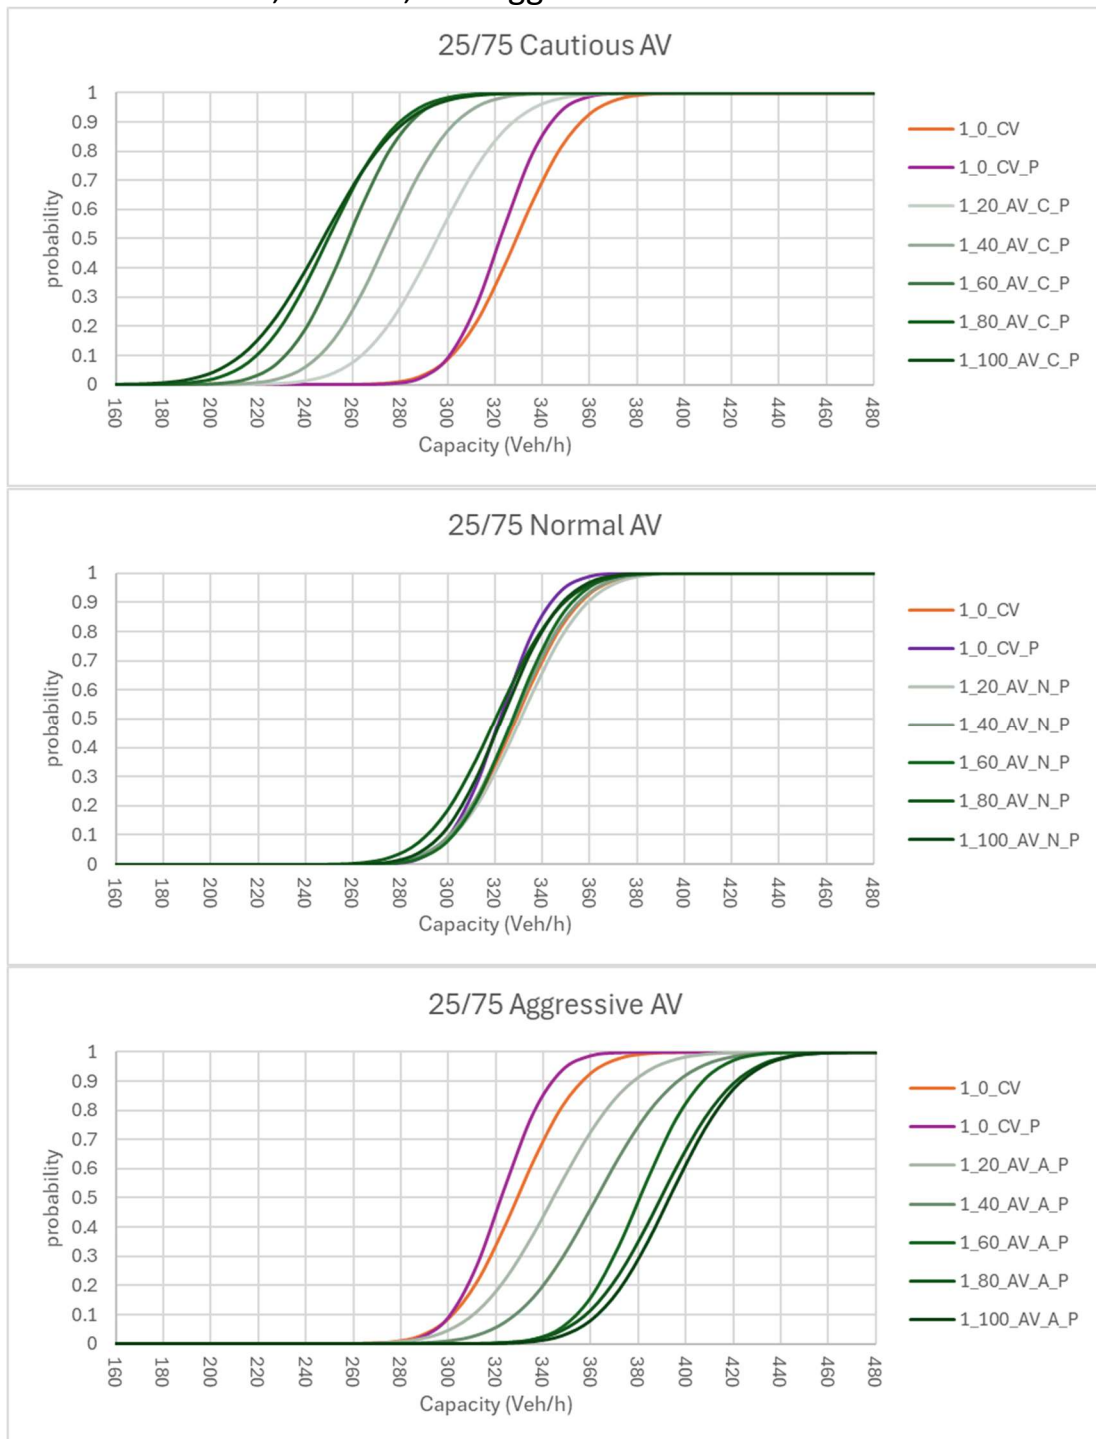 25/75 Cautious AV
1
0.9
0.8
0.7
0.6
0.5
0.4
0.3
0.2
0.1
0
probability
160 180 200 220 240 260 280 300 320 340 360 380 400 420 440 460 480
Capacity (Veh/h)
1_0_CV
1_0_CV_P
1_20_AV_C_P
1_40_AV_C_P
1_60_AV_C_P
1_80_AV_C_P
1_100_AV_C_P
25/75 Normal AV
1
0.9
0.8
0.7
0.6
0.5
0.4
0.3
0.2
0.1
0
probability
160 180 200 220 240 260 280 300 320 340 360 380 400 420 440 460 480
Capacity (Veh/h)
1_0_CV
1_0_CV_P
1_20_AV_N_P
1_40_AV_N_P
1_60_AV_N_P
1_80_AV_N_P
1_100_AV_N_P
25/75 Aggressive AV
1
0.9
0.8
0.7
0.6
0.5
0.4
0.3
0.2
0.1
0
probability
160 180 200 220 240 260 280 300 320 340 360 380 400 420 440 460 480
Capacity (Veh/h)
1_0_CV
1_0_CV_P
1_20_AV_A_P
1_40_AV_A_P
1_60_AV_A_P
1_80_AV_A_P
1_100_AV_A_P